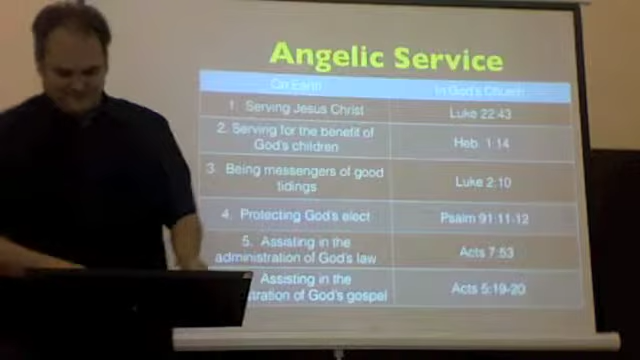 Angelic Service
On Earth
In God's Church
1. Serving Jesus Christ
Luke 22:43
2. Serving for the benefit of
God's children
Heb. 1:14
3. Being messengers of good
tidings
Luke 2:10
4. Protecting God's elect
Psalm 91:11-12
5. Assisting in the
administration of God's law
Acts 7:53
Assisting in the
ration of God's gospel
Acts 5:19-20